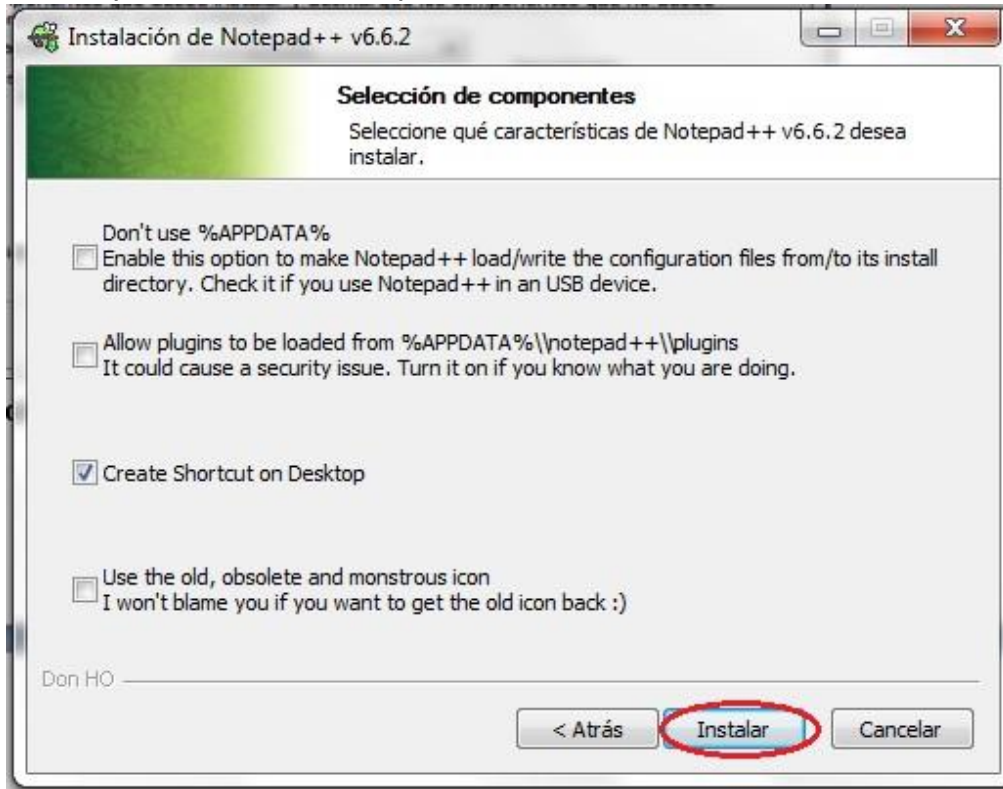 Instalación de Notepad++ v6.6.2
Selección de componentes
Seleccione qué características de Notepad++ v6.6.2 desea
instalar.
Don't use %APPDATA%
Enable this option to make Notepad++ load/write the configuration files from/to its install
directory. Check it if you use Notepad++ in an USB device.
Allow plugins to be loaded from %APPDATA%\\notepad++\\plugins
It could cause a security issue. Turn it on if you know what you are doing.
Create Shortcut on Desktop
Use the old, obsolete and monstrous icon
I won't blame you if you want to get the old icon back :)
Don HO
< Atrás Instalar Cancelar